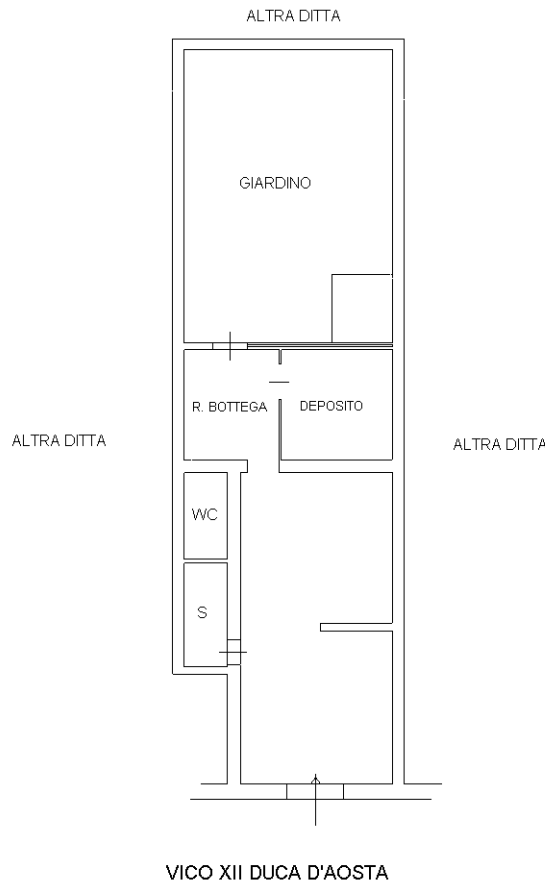 ALTRA DITTA
GIARDINO
R. BOTTEGA
DEPOSITO
ALTRA DITTA
ALTRA DITTA
WC
S
VICO XII DUCA D'AOSTA